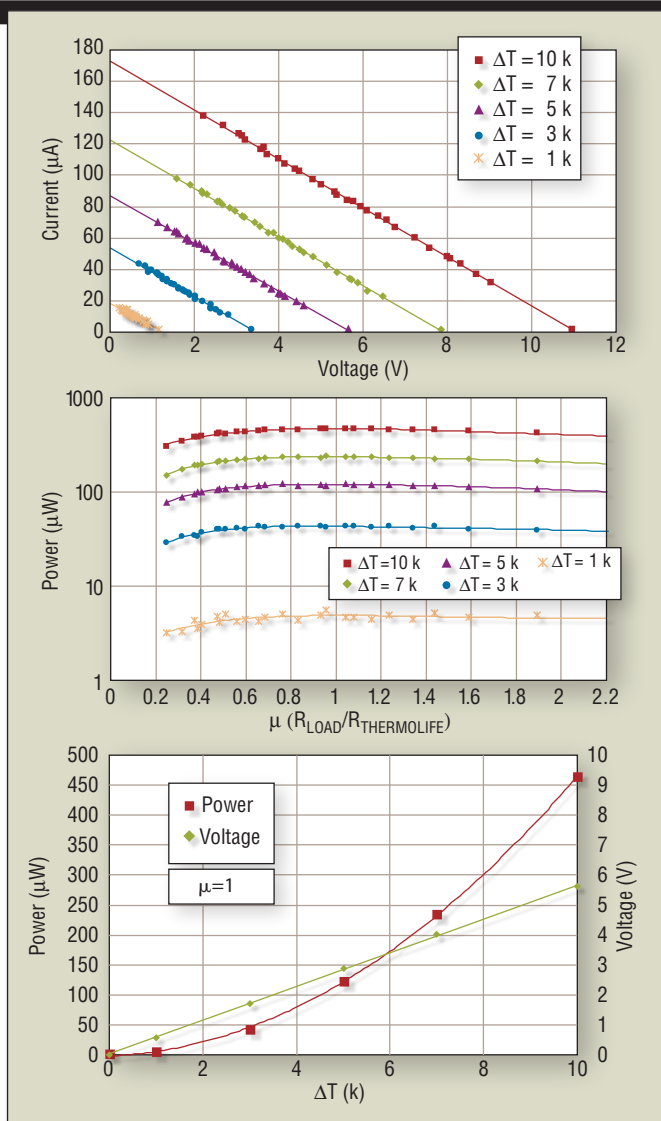 180
160
140
120
100
80
60
40
20
0
Current (µA)
ΔT = 10 k
ΔT = 7 k
ΔT = 5 k
ΔT = 3 k
ΔT = 1 k
0 2 4 6 8 10 12
Voltage (V)
1000
100
10
1
Power (µW)
ΔT=10 k ΔT = 5 k ΔT = 1 k
ΔT = 7 k ΔT = 3 k
0 0.2 0.4 0.6 0.8 1 1.2 1.4 1.6 1.8 2 2.2
µ (RLOAD/RTHERMOLIFE)
500
450
400
350
300
250
200
150
100
50
0
Power (µW)
Power
Voltage
µ=1
10
9
8
7
6
5
4
3
2
1
0
Voltage (V)
0 2 4 6 8 10
ΔT (k)